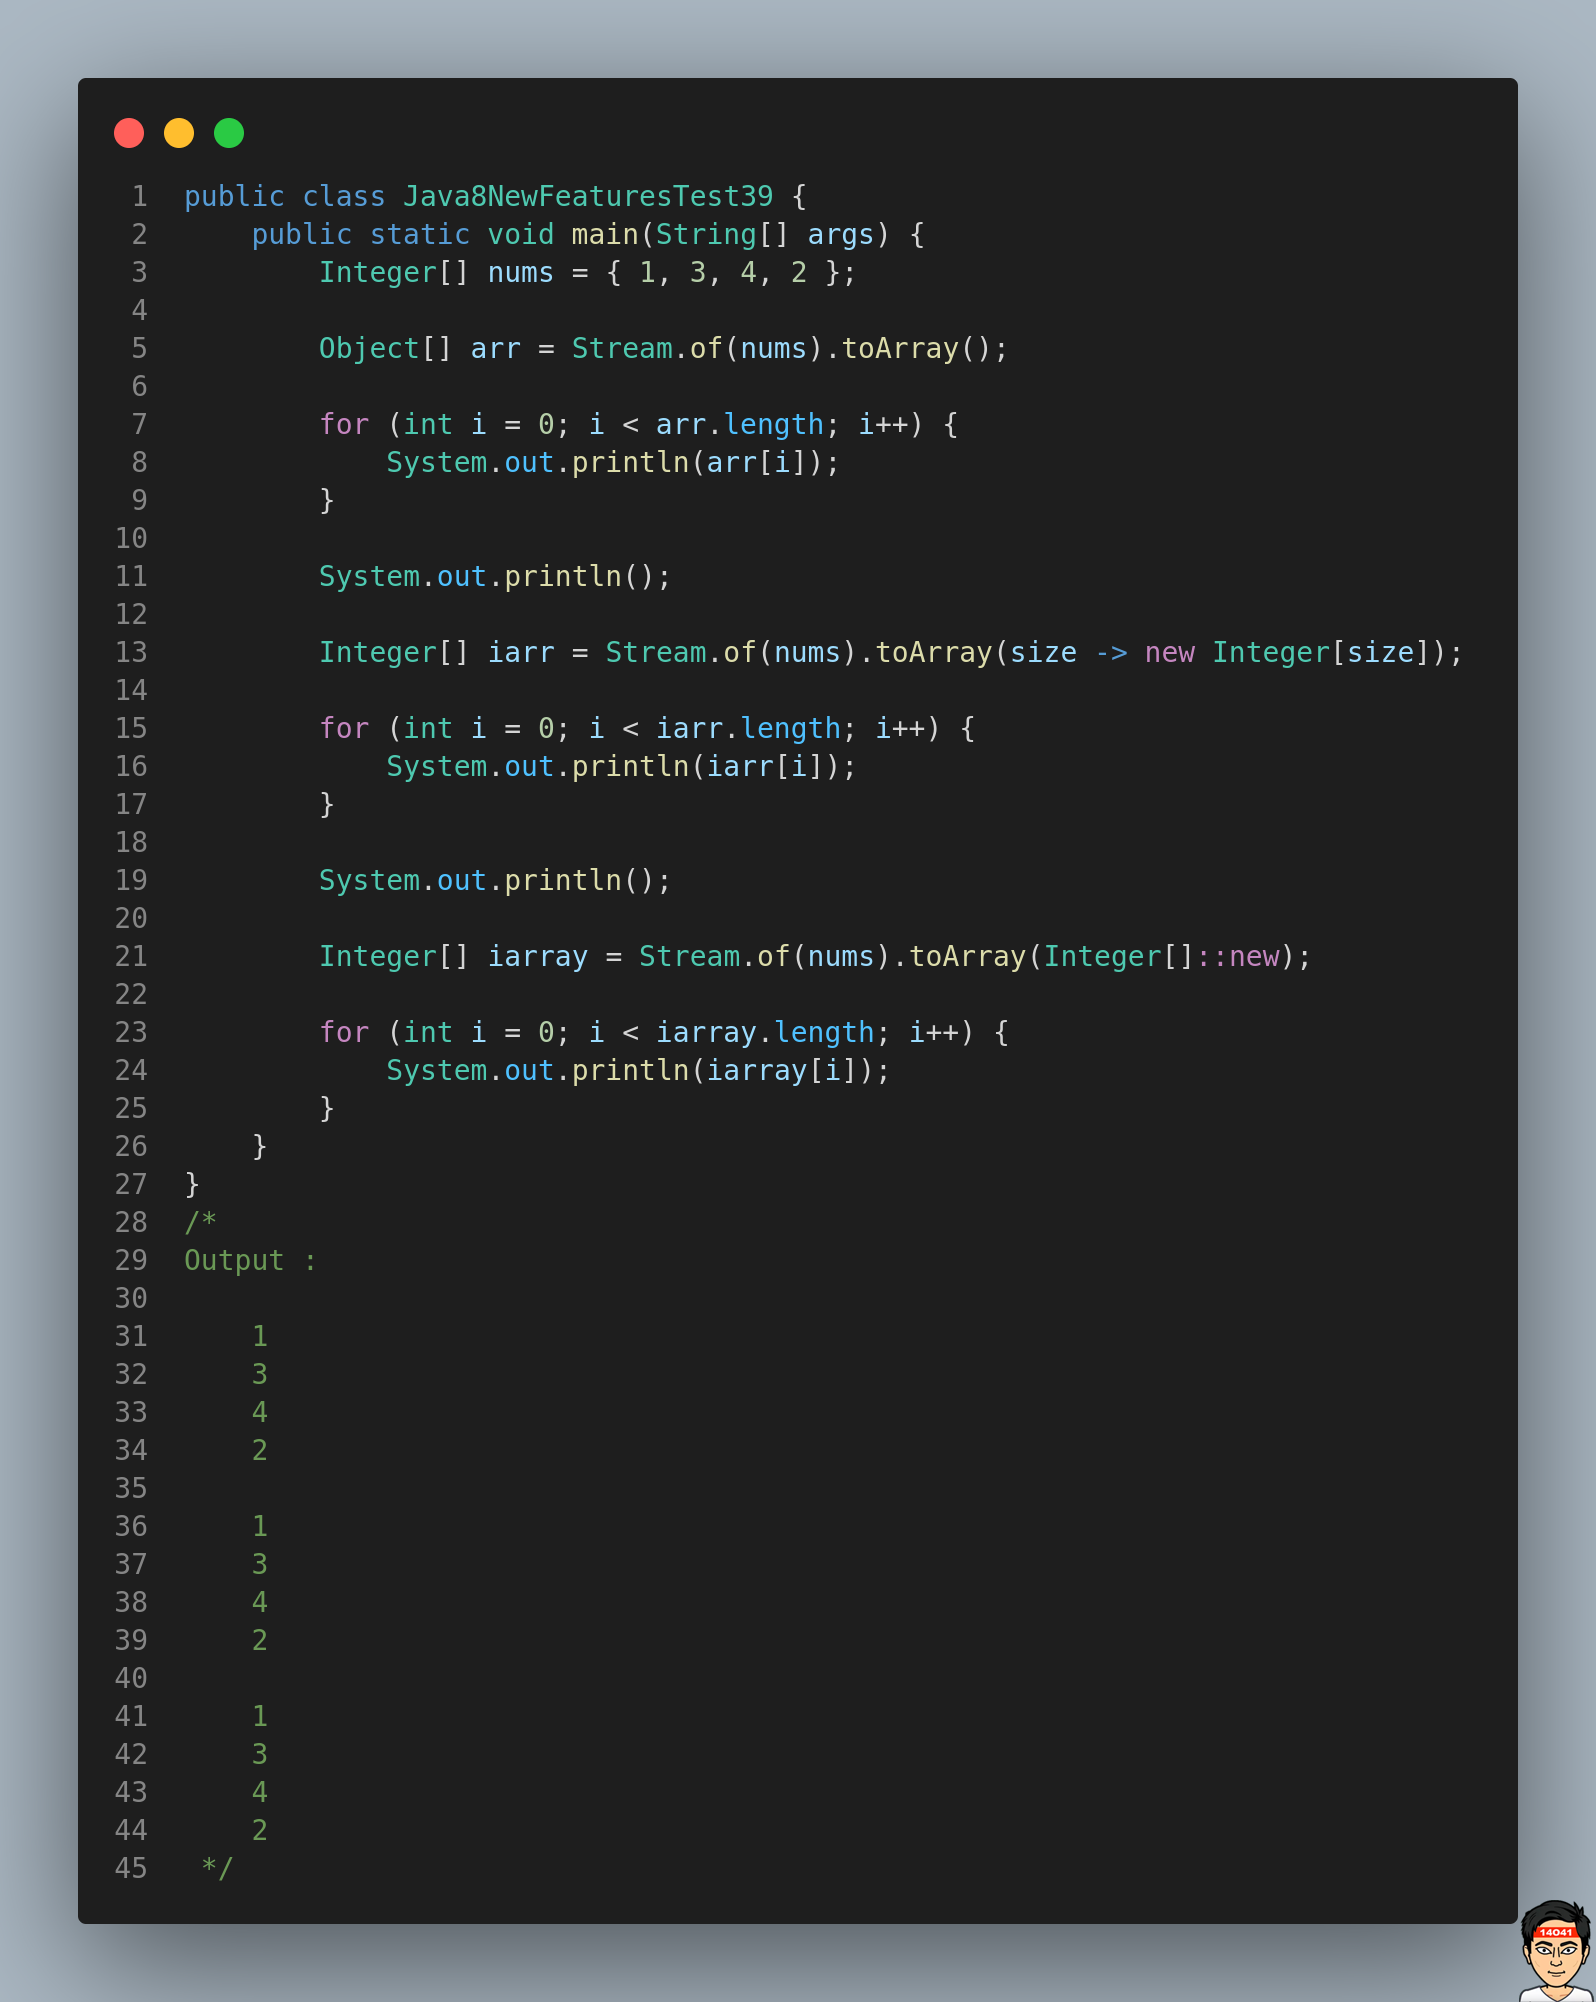 1 public class Java8NewFeaturesTest39 {
2     public static void main(String[] args) {
3         Integer[] nums = { 1, 3, 4, 2 };
4
5         Object[] arr = Stream.of(nums).toArray();
6
7         for (int i = 0; i < arr.length; i++) {
8             System.out.println(arr[i]);
9         }
10
11         System.out.println();
12
13         Integer[] iarr = Stream.of(nums).toArray(size -> new Integer[size]);
14
15         for (int i = 0; i < iarr.length; i++) {
16             System.out.println(iarr[i]);
17         }
18
19         System.out.println();
20
21         Integer[] iarray = Stream.of(nums).toArray(Integer[]::new);
22
23         for (int i = 0; i < iarray.length; i++) {
24             System.out.println(iarray[i]);
25         }
26     }
27 }
28 /*
29 Output :
30
31     1
32     3
33     4
34     2
35
36     1
37     3
38     4
39     2
40
41     1
42     3
43     4
44     2
45  */
14041